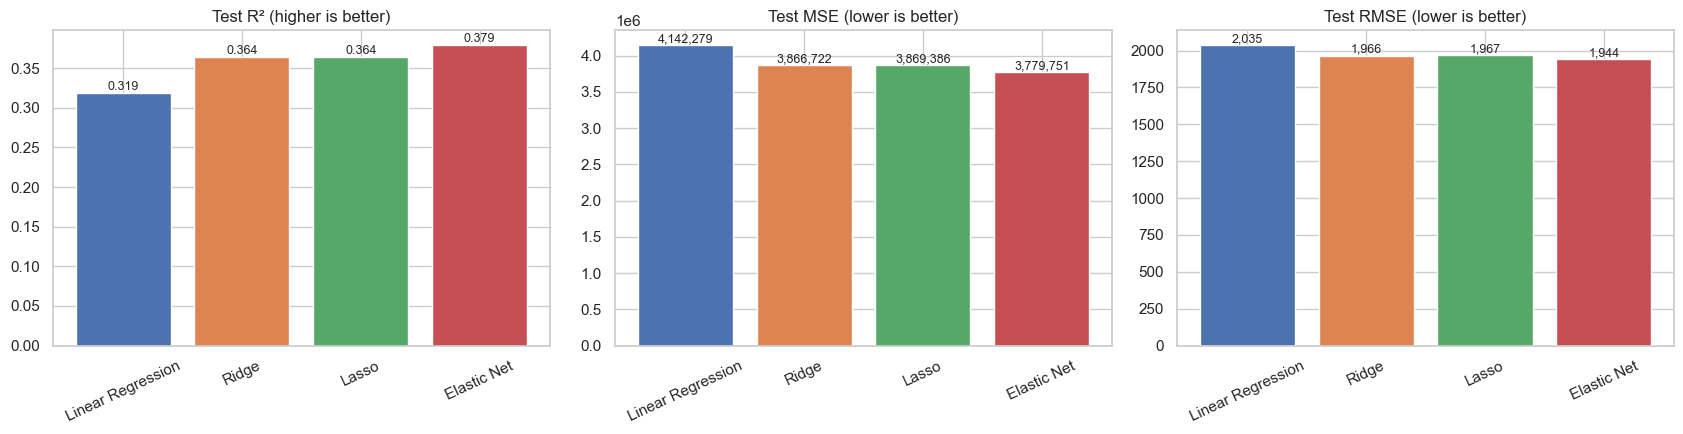 Test R² (higher is better)
0.35
0.30
0.25
0.20
0.15
0.10
0.05
0.00
0.319
0.364
0.364
0.379
Linear Regression
Ridge
Lasso
Elastic Net
Test MSE (lower is better)
1e6
4.0
3.5
3.0
2.5
2.0
1.5
1.0
0.5
0.0
4,142,279
3,866,722
3,869,386
3,779,751
Linear Regression
Ridge
Lasso
Elastic Net
Test RMSE (lower is better)
2000
1750
1500
1250
1000
750
500
250
0
2,035
1,966
1,967
1,944
Linear Regression
Ridge
Lasso
Elastic Net